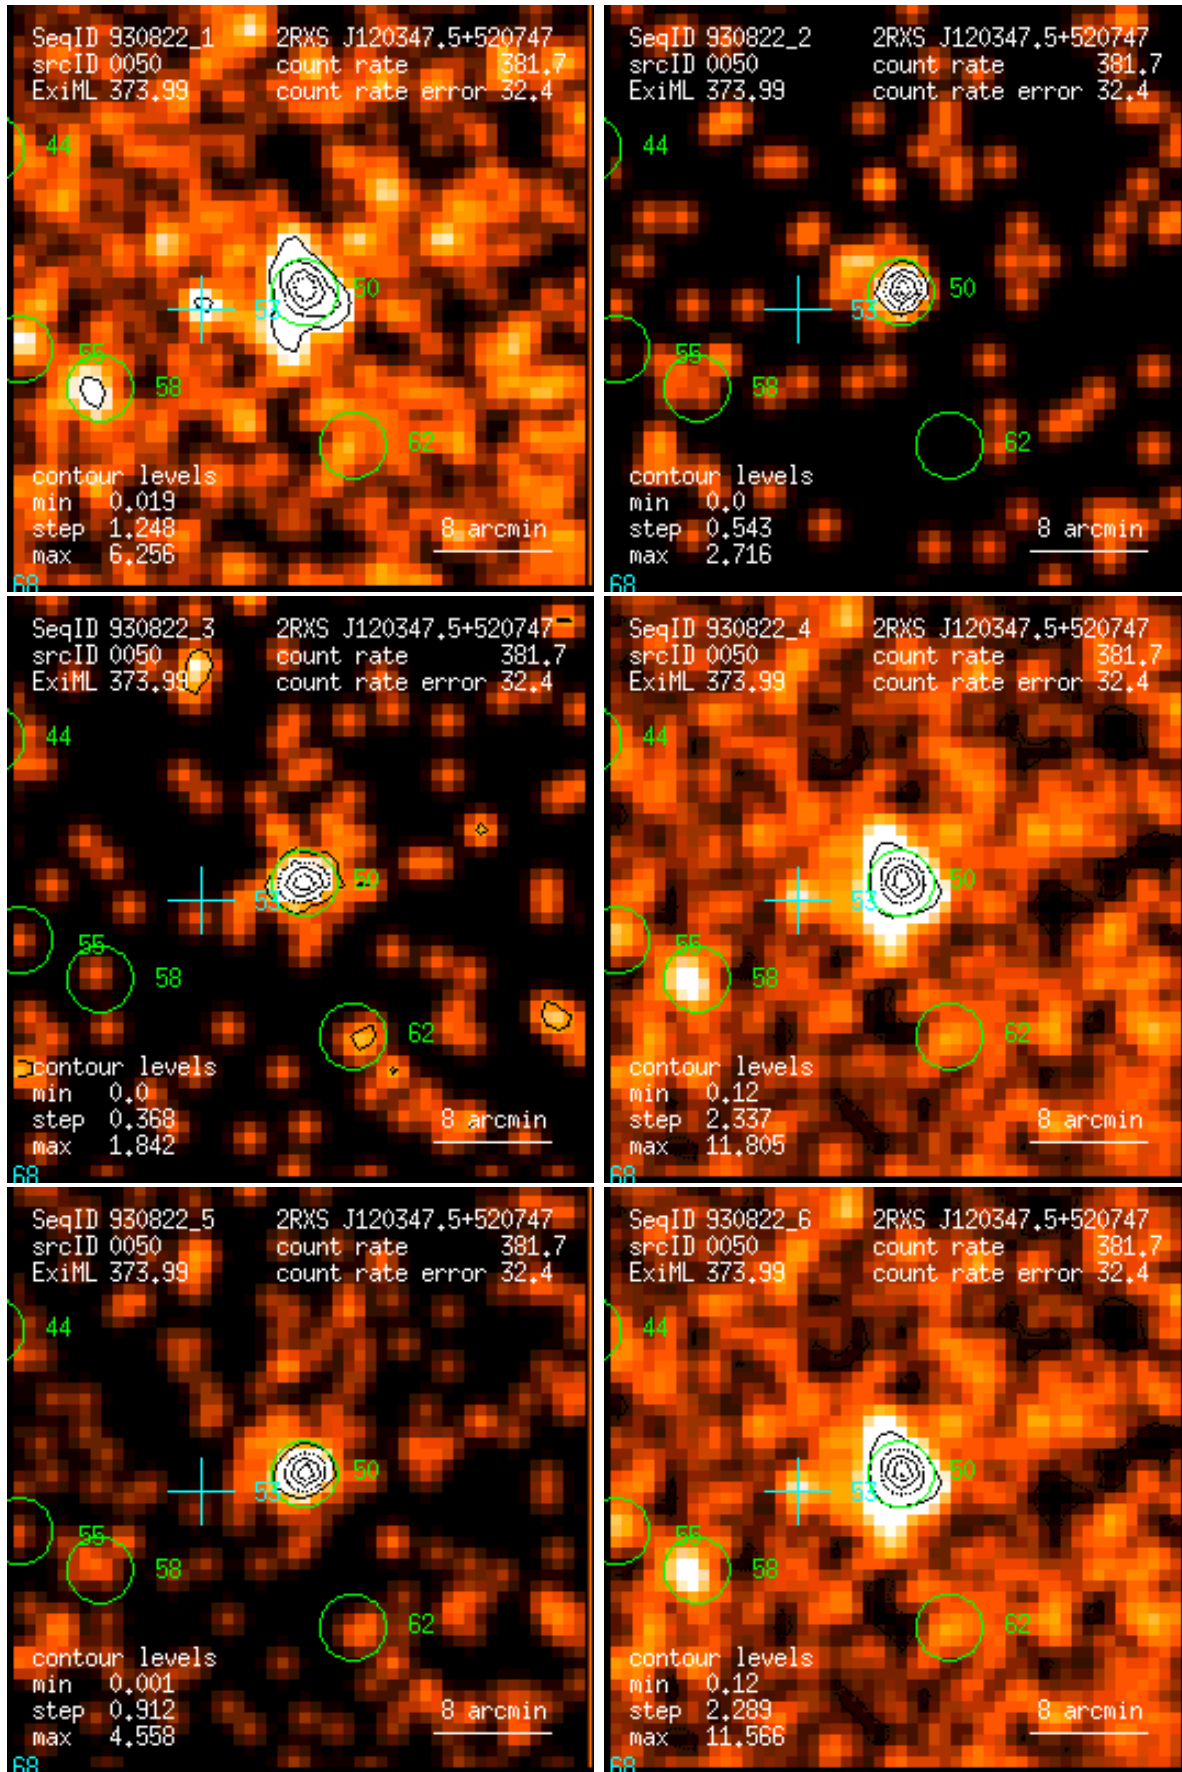 SeqID 930822_1 2RXS J120347.5+520747
srcID 0050 count rate 381.7
ExiML 373.99 count rate error 32.4
44
50
53
55
58
62
contour levels
min 0.019
step 1.248 8 arcmin
max 6.256
68
SeqID 930822_2 2RXS J120347.5+520747
srcID 0050 count rate 381.7
ExiML 373.99 count rate error 32.4
44
50
53
55
58
62
contour levels
min 0.0
step 0.543 8 arcmin
max 2.716
68
SeqID 930822_3 2RXS J120347.5+520747
srcID 0050 count rate 381.7
ExiML 373.99 count rate error 32.4
44
50
53
55
58
62
contour levels
min 0.0
step 0.368 8 arcmin
max 1.842
68
SeqID 930822_4 2RXS J120347.5+520747
srcID 0050 count rate 381.7
ExiML 373.99 count rate error 32.4
44
50
53
55
58
62
contour levels
min 0.12
step 2.337 8 arcmin
max 11.805
68
SeqID 930822_5 2RXS J120347.5+520747
srcID 0050 count rate 381.7
ExiML 373.99 count rate error 32.4
44
50
53
55
58
62
contour levels
min 0.001
step 0.912 8 arcmin
max 4.558
68
SeqID 930822_6 2RXS J120347.5+520747
srcID 0050 count rate 381.7
ExiML 373.99 count rate error 32.4
44
50
53
55
58
62
contour levels
min 0.12
step 2.289 8 arcmin
max 11.566
68